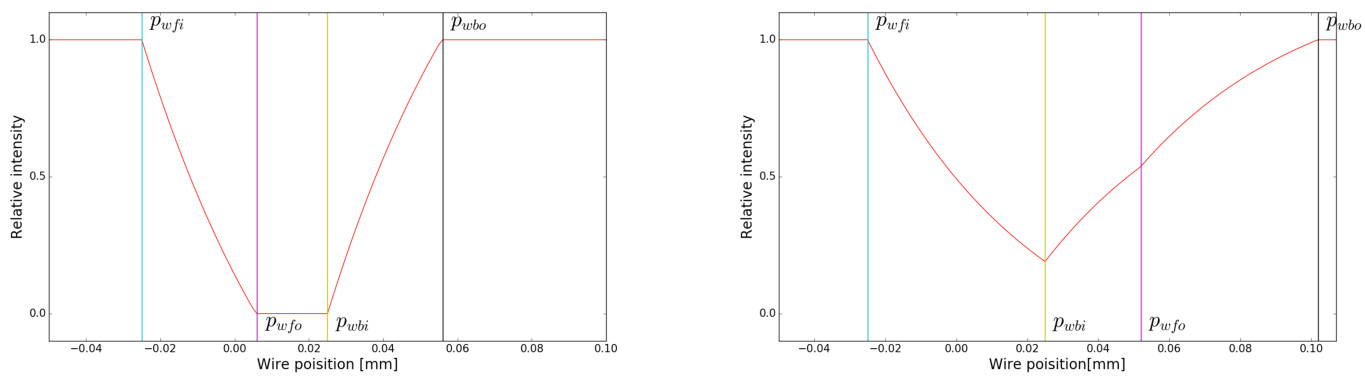 p_{wfi}
p_{wbo}
1.0
0.5
0.0
Relative intensity
p_{wfo}
p_{wbi}
−0.04 −0.02 0.00 0.02 0.04 0.06 0.08 0.10
Wire poisition [mm]
p_{wfi}
p_{wbo}
1.0
0.5
0.0
Relative intensity
p_{wbi}
p_{wfo}
−0.04 −0.02 0.00 0.02 0.04 0.06 0.08 0.10
Wire poisition[mm]